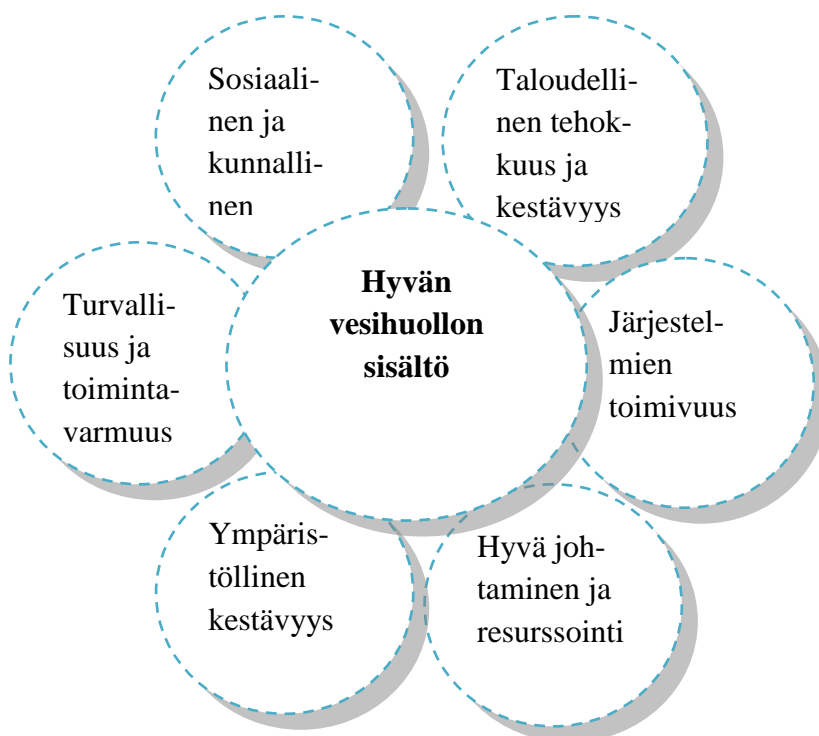 Sosiaali-
nen ja
kunnalli-
nen
Taloudelli-
nen tehok-
kuus ja
kestävyys
Hyvän
vesihuollon
sisältö
Turvalli-
suus ja
toiminta-
varmuus
Järjestel-
mien
toimivuus
Ympäris-
töllinen
kestävyys
Hyvä joh-
taminen ja
resurssointi